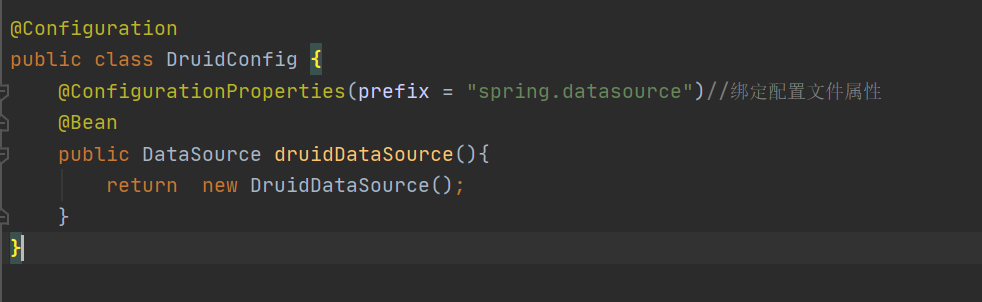 @Configuration
public class DruidConfig {
    @ConfigurationProperties(prefix = "spring.datasource")//绑定配置文件属性
    @Bean
    public DataSource druidDataSource(){
        return  new DruidDataSource();
    }
}